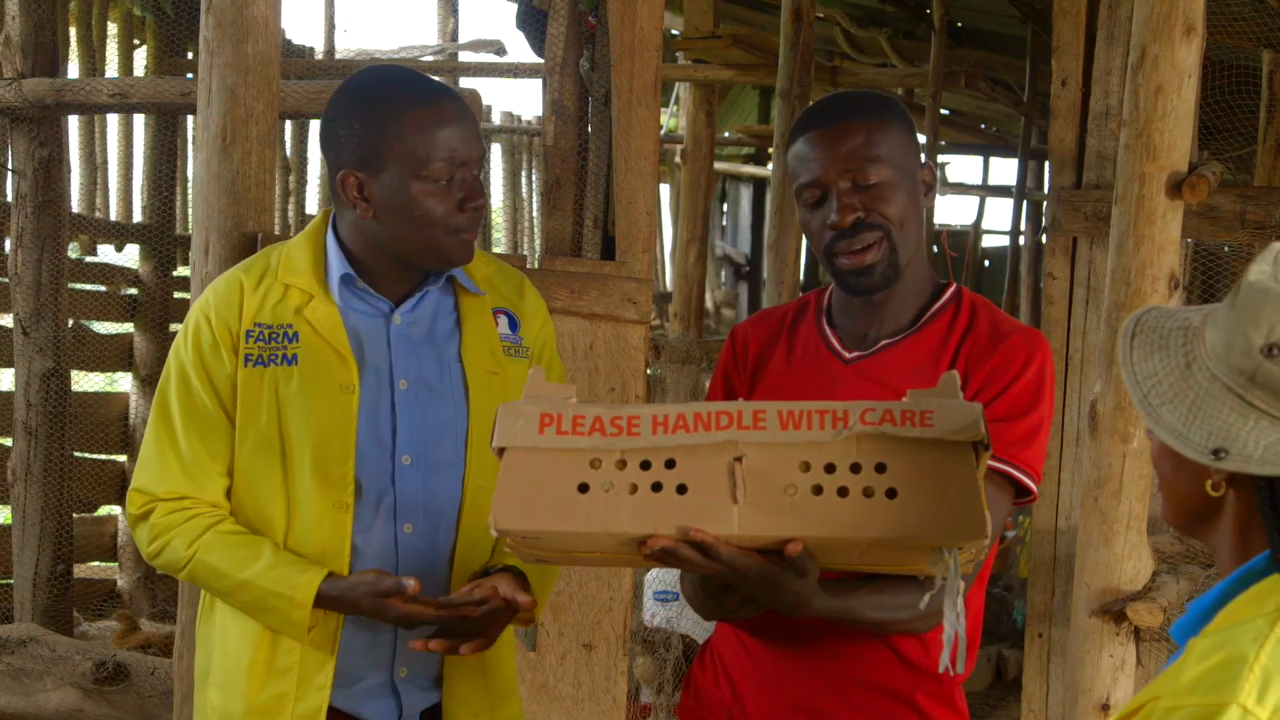 FROM OUR
FARM
TO YOUR
FARM
PLEASE HANDLE WITH CARE